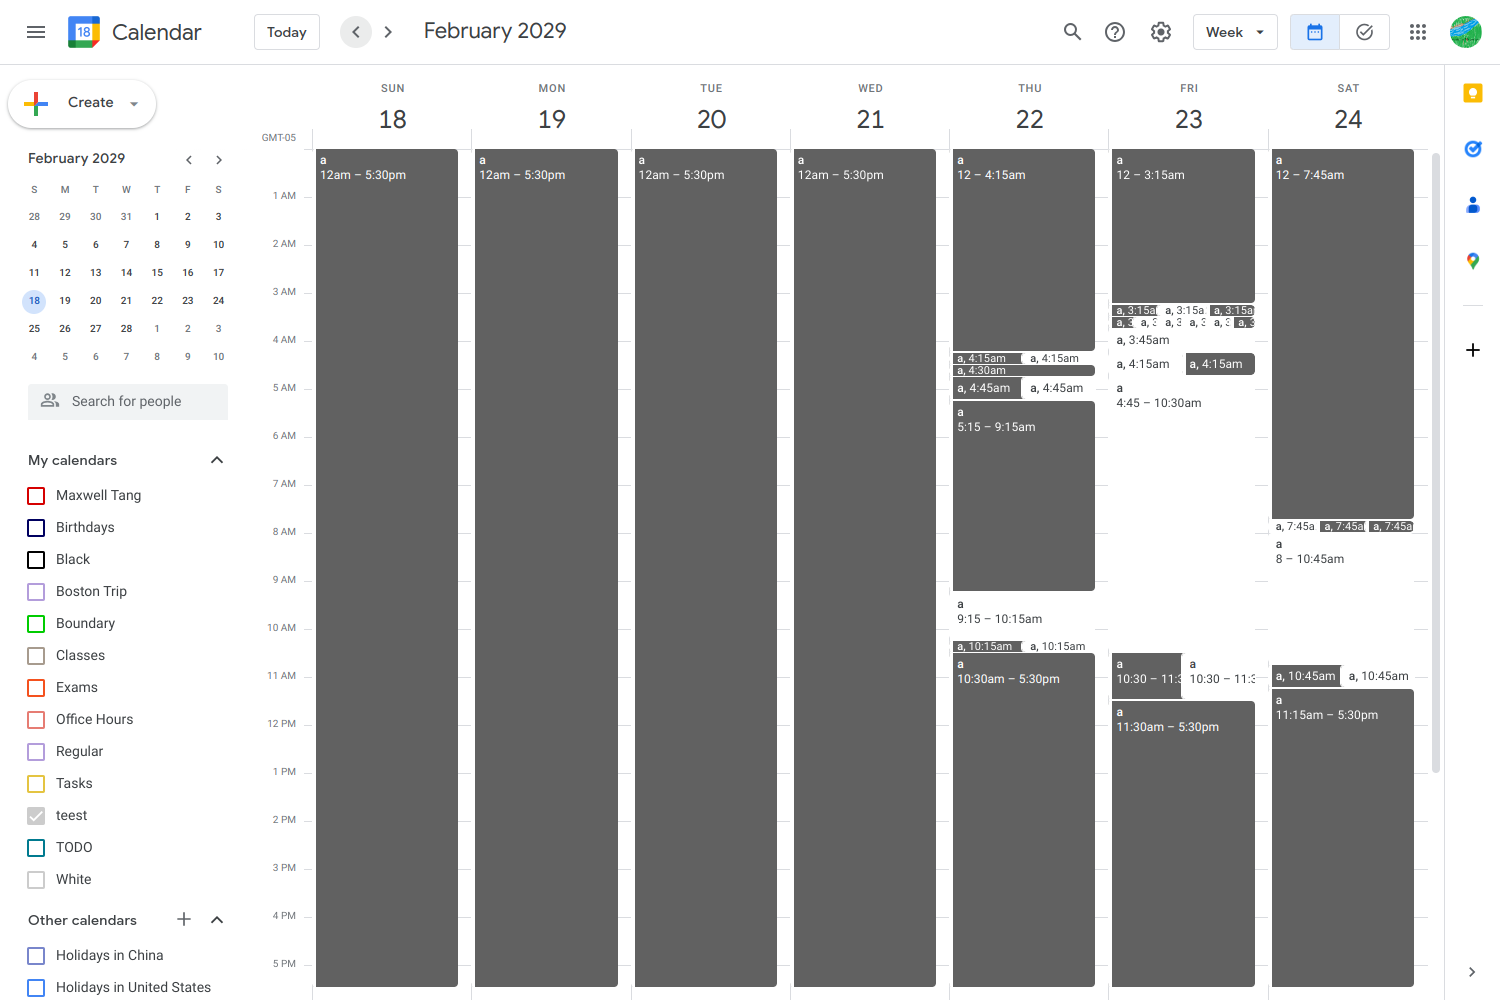 18 Calendar Today February 2029 Week
Create
February 2029
S M T W T F S
28 29 30 31 1 2 3
4 5 6 7 8 9 10
11 12 13 14 15 16 17
18 19 20 21 22 23 24
25 26 27 28 1 2 3
4 5 6 7 8 9 10
Search for people
My calendars
Maxwell Tang
Birthdays
Black
Boston Trip
Boundary
Classes
Exams
Office Hours
Regular
Tasks
teest
TODO
White
Other calendars
Holidays in China
Holidays in United States
SUN MON TUE WED THU FRI SAT
18 19 20 21 22 23 24
GMT-05
1 AM
2 AM
3 AM
4 AM
5 AM
6 AM
7 AM
8 AM
9 AM
10 AM
11 AM
12 PM
1 PM
2 PM
3 PM
4 PM
5 PM
a
12am – 5:30pm
a
12am – 5:30pm
a
12am – 5:30pm
a
12am – 5:30pm
a
12 – 4:15am
a, 4:15am a, 4:15am
a, 4:30am
a, 4:45am a, 4:45am
a
5:15 – 9:15am
a
9:15 – 10:15am
a, 10:15am a, 10:15am
a
10:30am – 5:30pm
a
12 – 3:15am
a, 3:15a a, 3:15a a, 3:15a
a, 3 a, 3 a, 3 a, 3 a, 3 a, 3
a, 3:45am
a, 4:15am a, 4:15am
a
4:45 – 10:30am
a a
10:30 – 11:3 10:30 – 11:3
a
11:30am – 5:30pm
a
12 – 7:45am
a, 7:45a a, 7:45a a, 7:45a
a
8 – 10:45am
a, 10:45am a, 10:45am
a
11:15am – 5:30pm